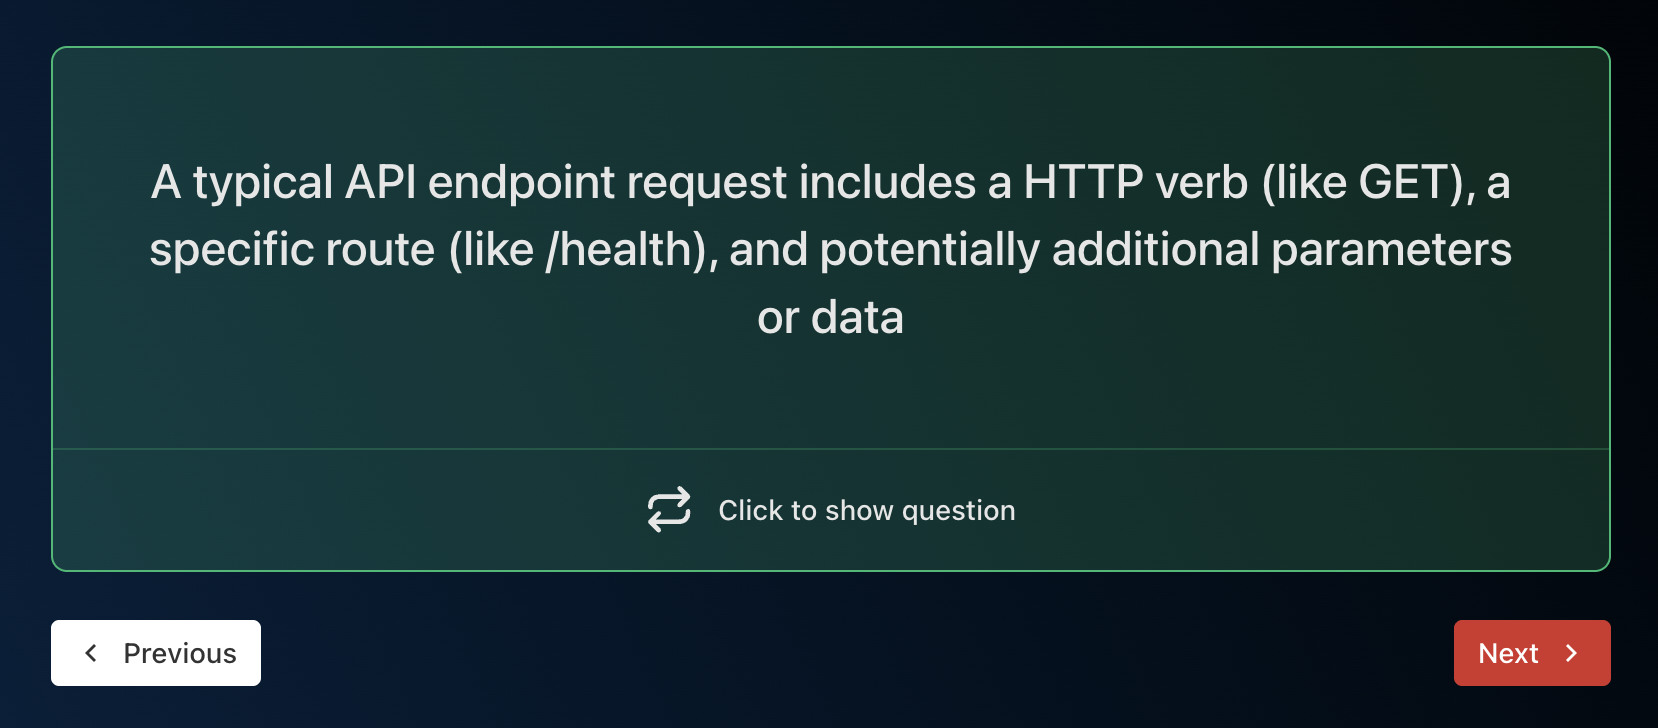 A typical API endpoint request includes a HTTP verb (like GET), a
specific route (like /health), and potentially additional parameters
or data
Click to show question
Previous
Next